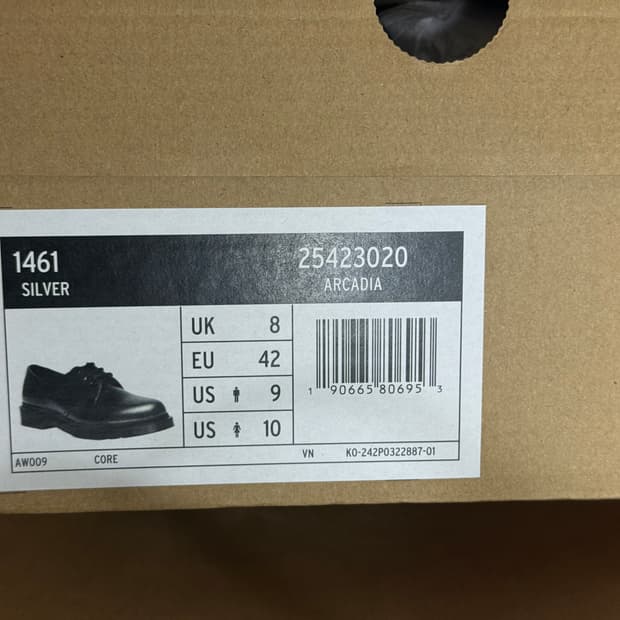 1461 25423020
SILVER ARCADIA
UK 8
EU 42
US 9
US 10
1 90665 80695 3
AW009 CORE VN KO-242P0322887-01